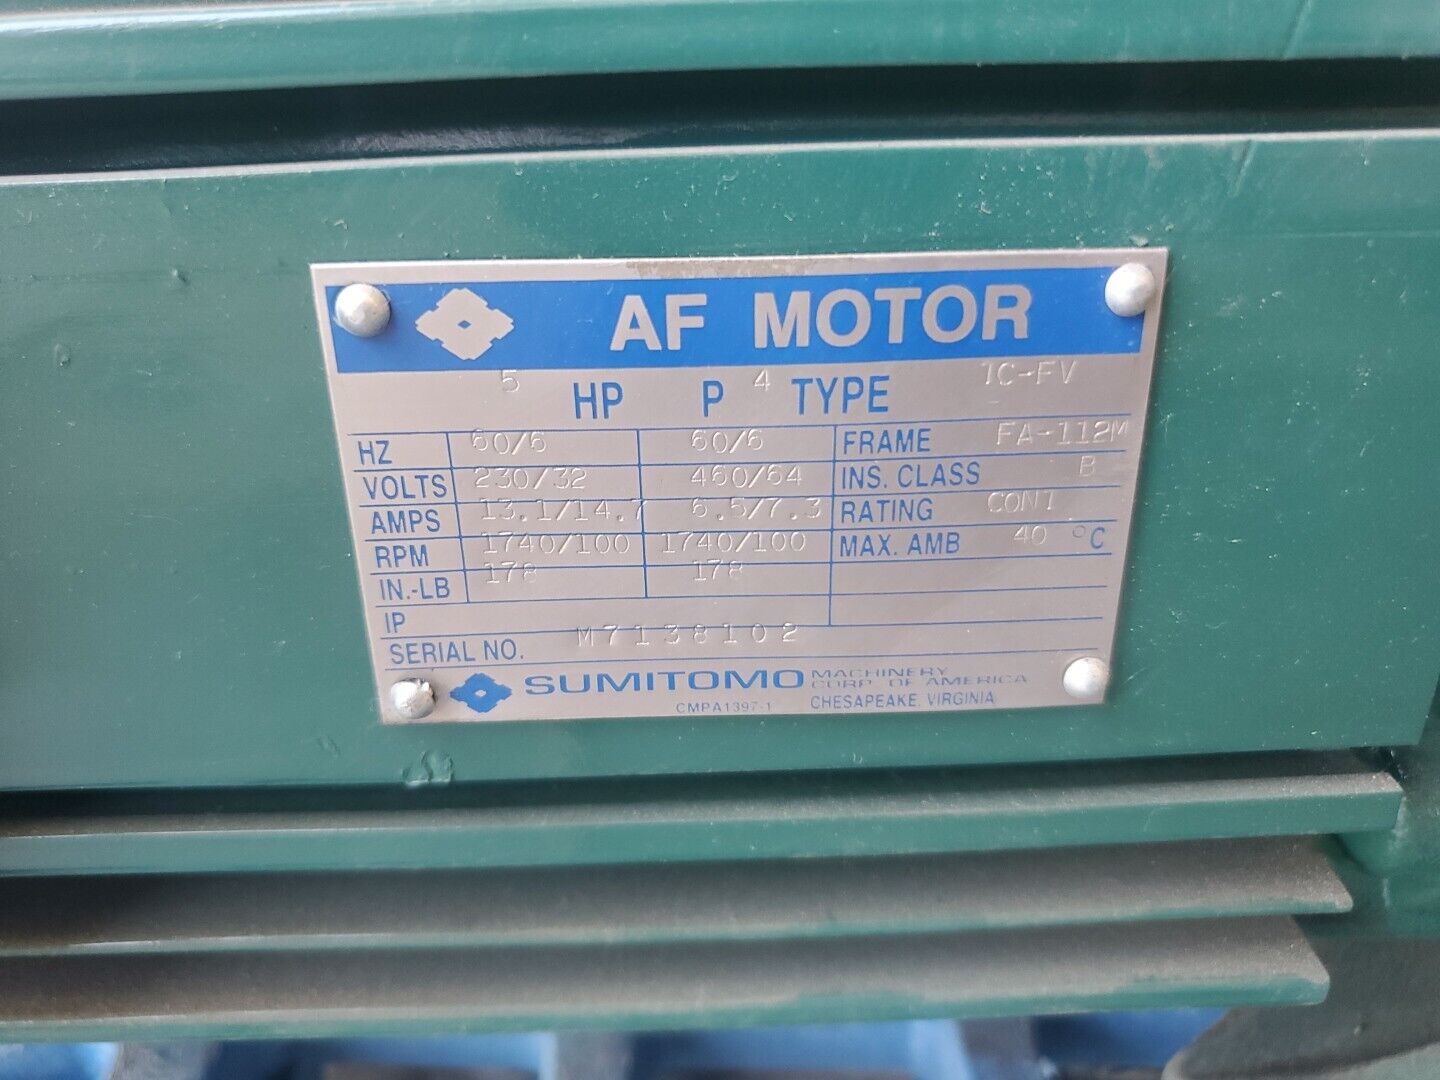 AF MOTOR
5 HP P 4 TYPE TC-FV
HZ 60/6 60/6 FRAME FA-112M
VOLTS 230/32 460/64 INS. CLASS B
AMPS 13.1/14.7 6.5/7.3 RATING CONT
RPM 1740/100 1740/100 MAX. AMB 40 °C
IN.-LB 178 178
IP
SERIAL NO. M7138102
SUMITOMO MACHINERY
CORP. OF AMERICA
CMPA1397-1 CHESAPEAKE, VIRGINIA